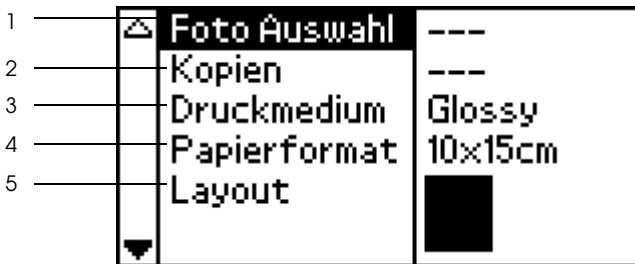 1 Foto Auswahl ---
2 Kopien ---
3 Druckmedium Glossy
4 Papierformat 10x15cm
5 Layout